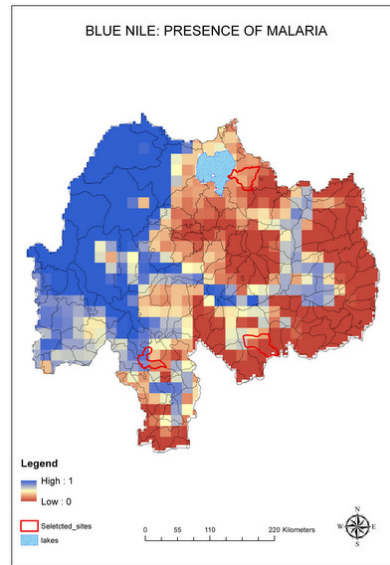 BLUE NILE: PRESENCE OF MALARIA
Legend
High : 1
Low : 0
Seletcted_sites
lakes
0 55 110 220 Kilometers
N
W E
S